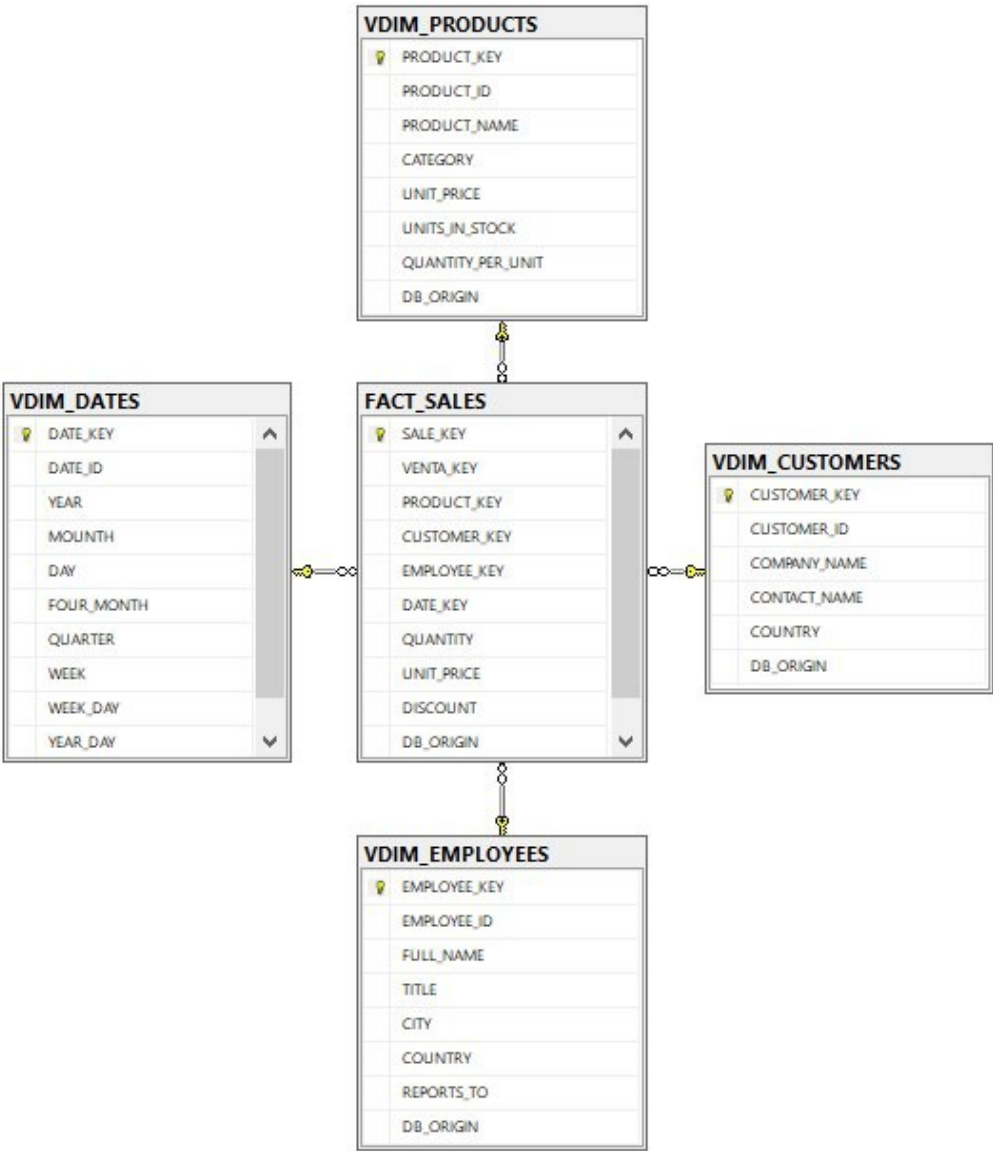 VDIM_PRODUCTS
PRODUCT_KEY
PRODUCT_ID
PRODUCT_NAME
CATEGORY
UNIT_PRICE
UNITS_IN_STOCK
QUANTITY_PER_UNIT
DB_ORIGIN
VDIM_DATES
DATE_KEY
DATE_ID
YEAR
MOUNTH
DAY
FOUR_MONTH
QUARTER
WEEK
WEEK_DAY
YEAR_DAY
FACT_SALES
SALE_KEY
VENTA_KEY
PRODUCT_KEY
CUSTOMER_KEY
EMPLOYEE_KEY
DATE_KEY
QUANTITY
UNIT_PRICE
DISCOUNT
DB_ORIGIN
VDIM_CUSTOMERS
CUSTOMER_KEY
CUSTOMER_ID
COMPANY_NAME
CONTACT_NAME
COUNTRY
DB_ORIGIN
VDIM_EMPLOYEES
EMPLOYEE_KEY
EMPLOYEE_ID
FULL_NAME
TITLE
CITY
COUNTRY
REPORTS_TO
DB_ORIGIN